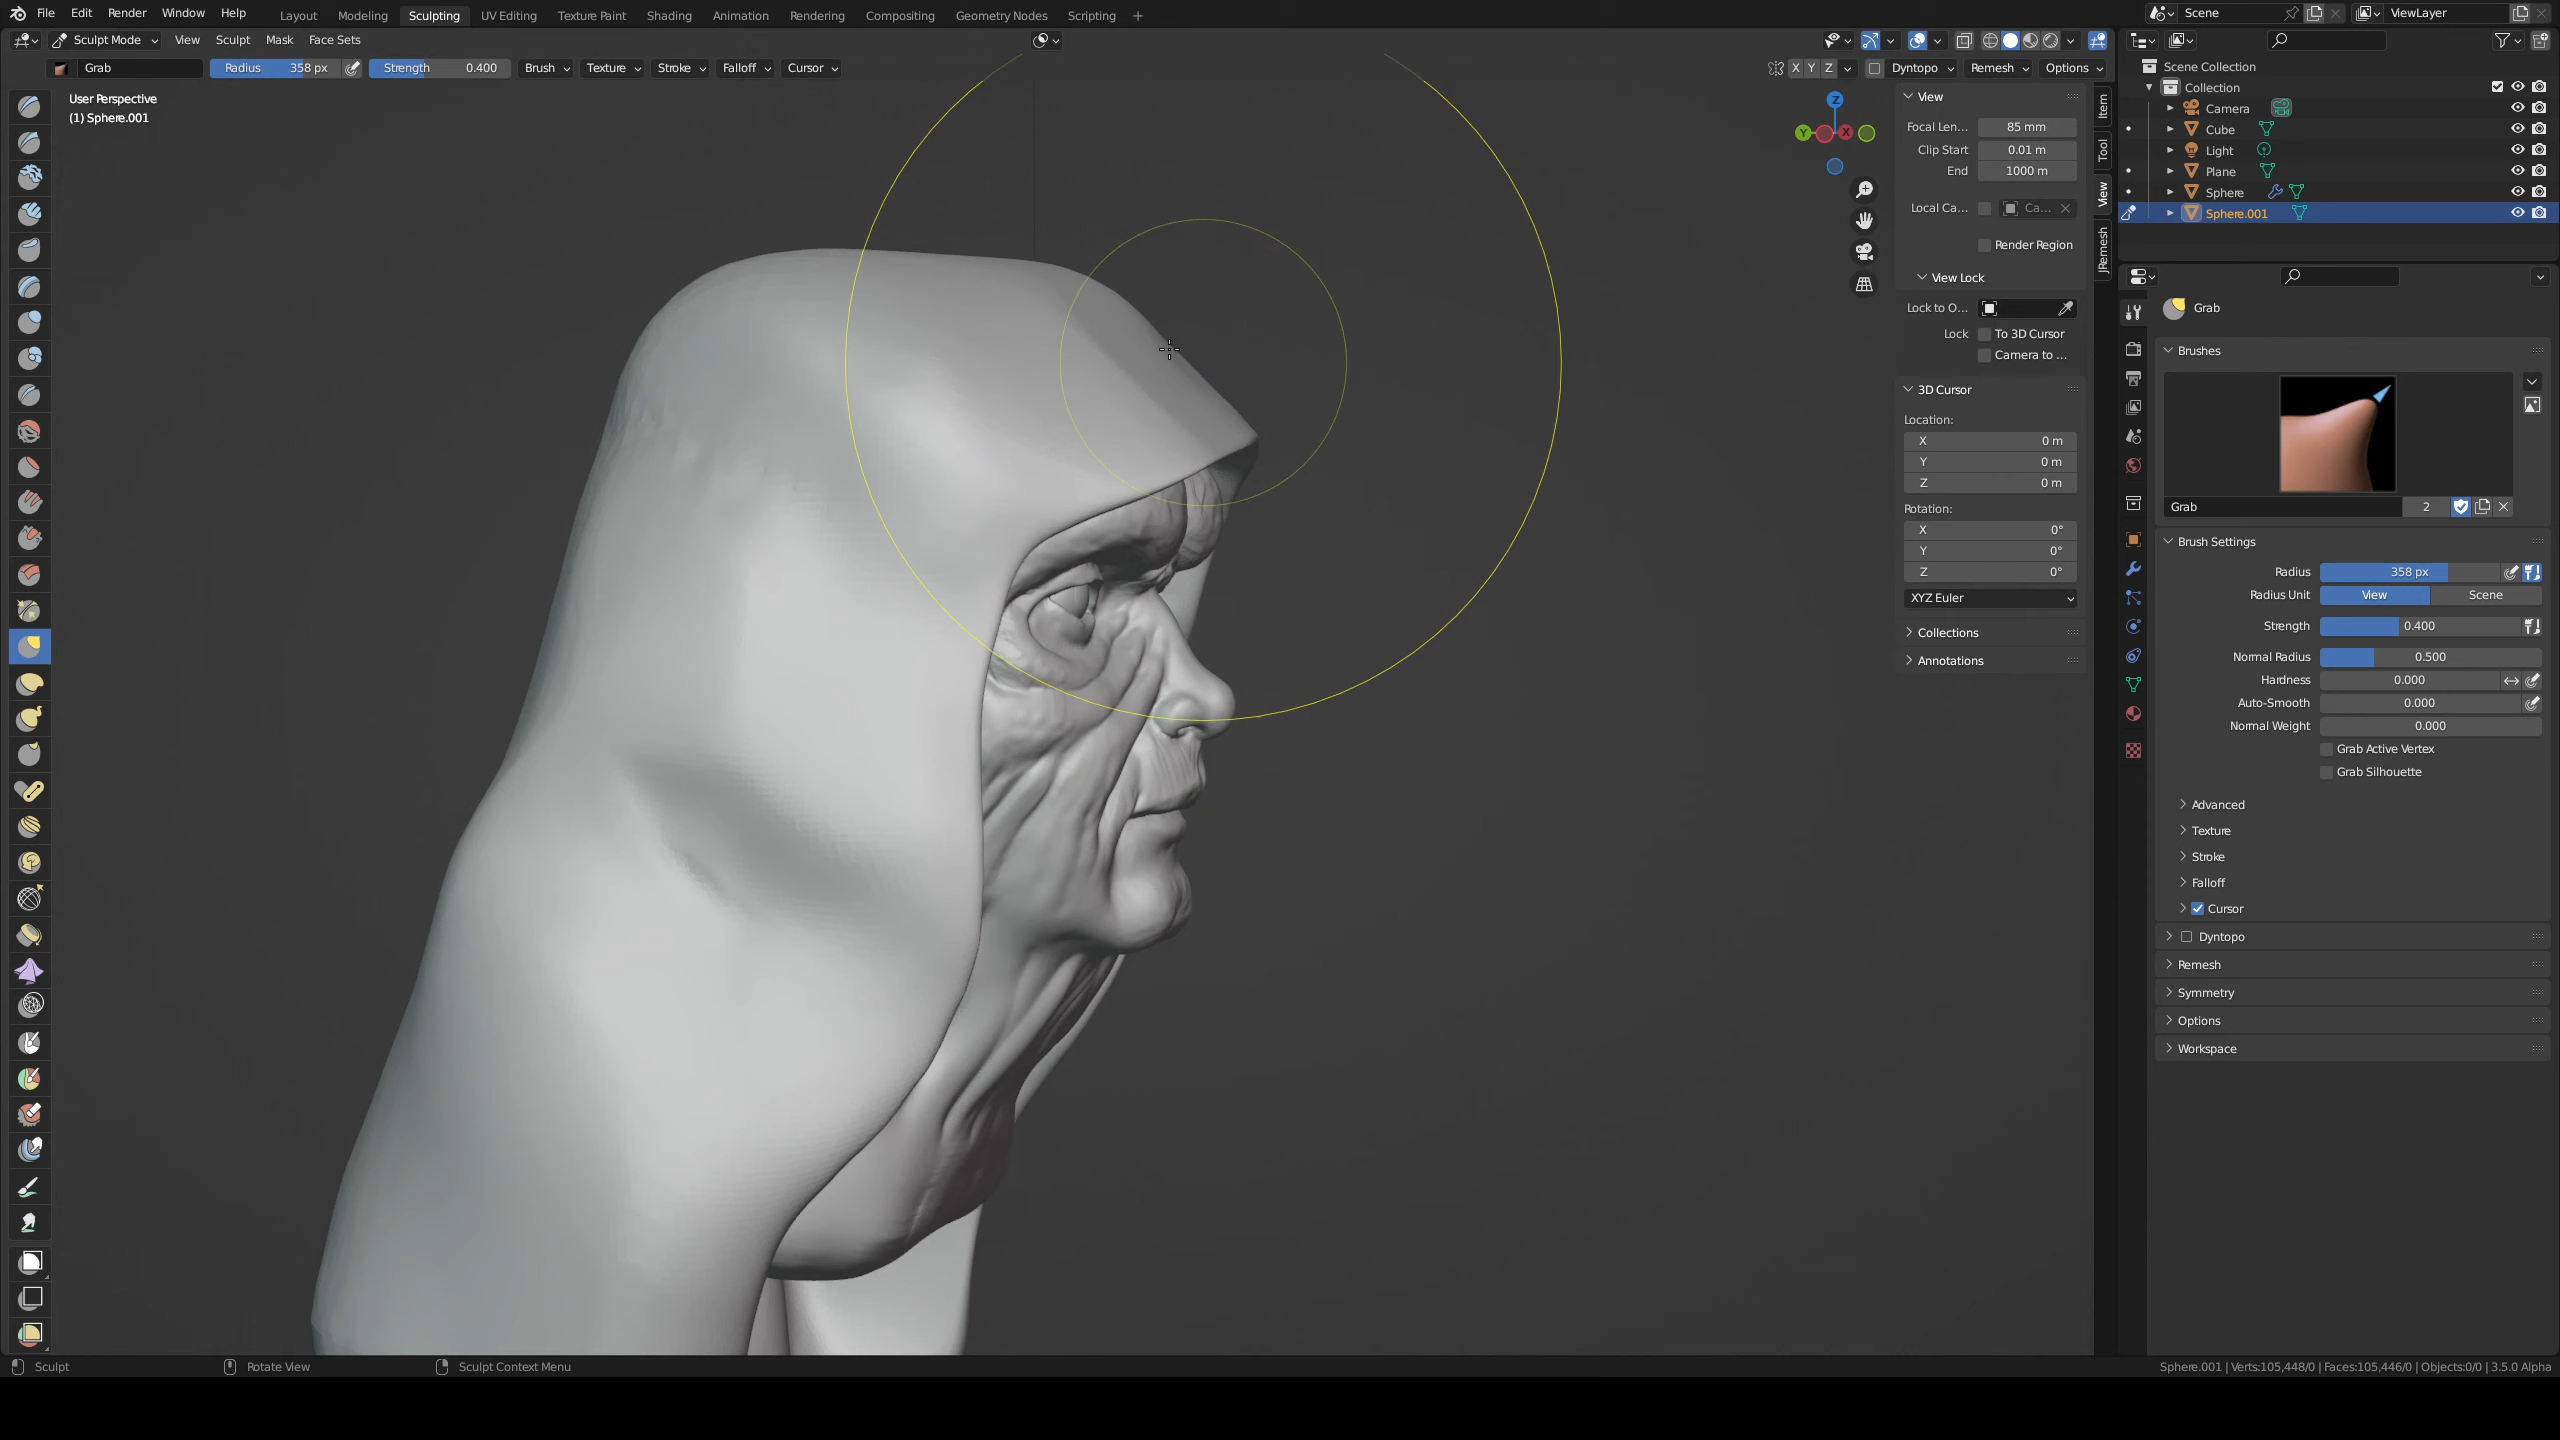 File Edit Render Window Help Layout Modeling Sculpting UV Editing Texture Paint Shading Animation Rendering Compositing Geometry Nodes Scripting + Scene ViewLayer
Sculpt Mode View Sculpt Mask Face Sets
Grab Radius 358 px Strength 0.400 Brush Texture Stroke Falloff Cursor X Y Z Dyntopo Remesh Options
User Perspective
(1) Sphere.001
Z
Y X
View
Focal Len... 85 mm
Clip Start 0.01 m
End 1000 m
Local Ca... Ca...
Render Region
View Lock
Lock to O...
Lock To 3D Cursor
Camera to ...
3D Cursor
Location:
X 0 m
Y 0 m
Z 0 m
Rotation:
X 0°
Y 0°
Z 0°
XYZ Euler
Collections
Annotations
Item
Tool
View
JRemesh
Scene Collection
Collection
Camera
Cube
Light
Plane
Sphere
Sphere.001
Grab
Brushes
Grab 2
Brush Settings
Radius 358 px
Radius Unit View Scene
Strength 0.400
Normal Radius 0.500
Hardness 0.000
Auto-Smooth 0.000
Normal Weight 0.000
Grab Active Vertex
Grab Silhouette
Advanced
Texture
Stroke
Falloff
Cursor
Dyntopo
Remesh
Symmetry
Options
Workspace
Sculpt Rotate View Sculpt Context Menu Sphere.001 | Verts:105,448/0 | Faces:105,446/0 | Objects:0/0 | 3.5.0 Alpha